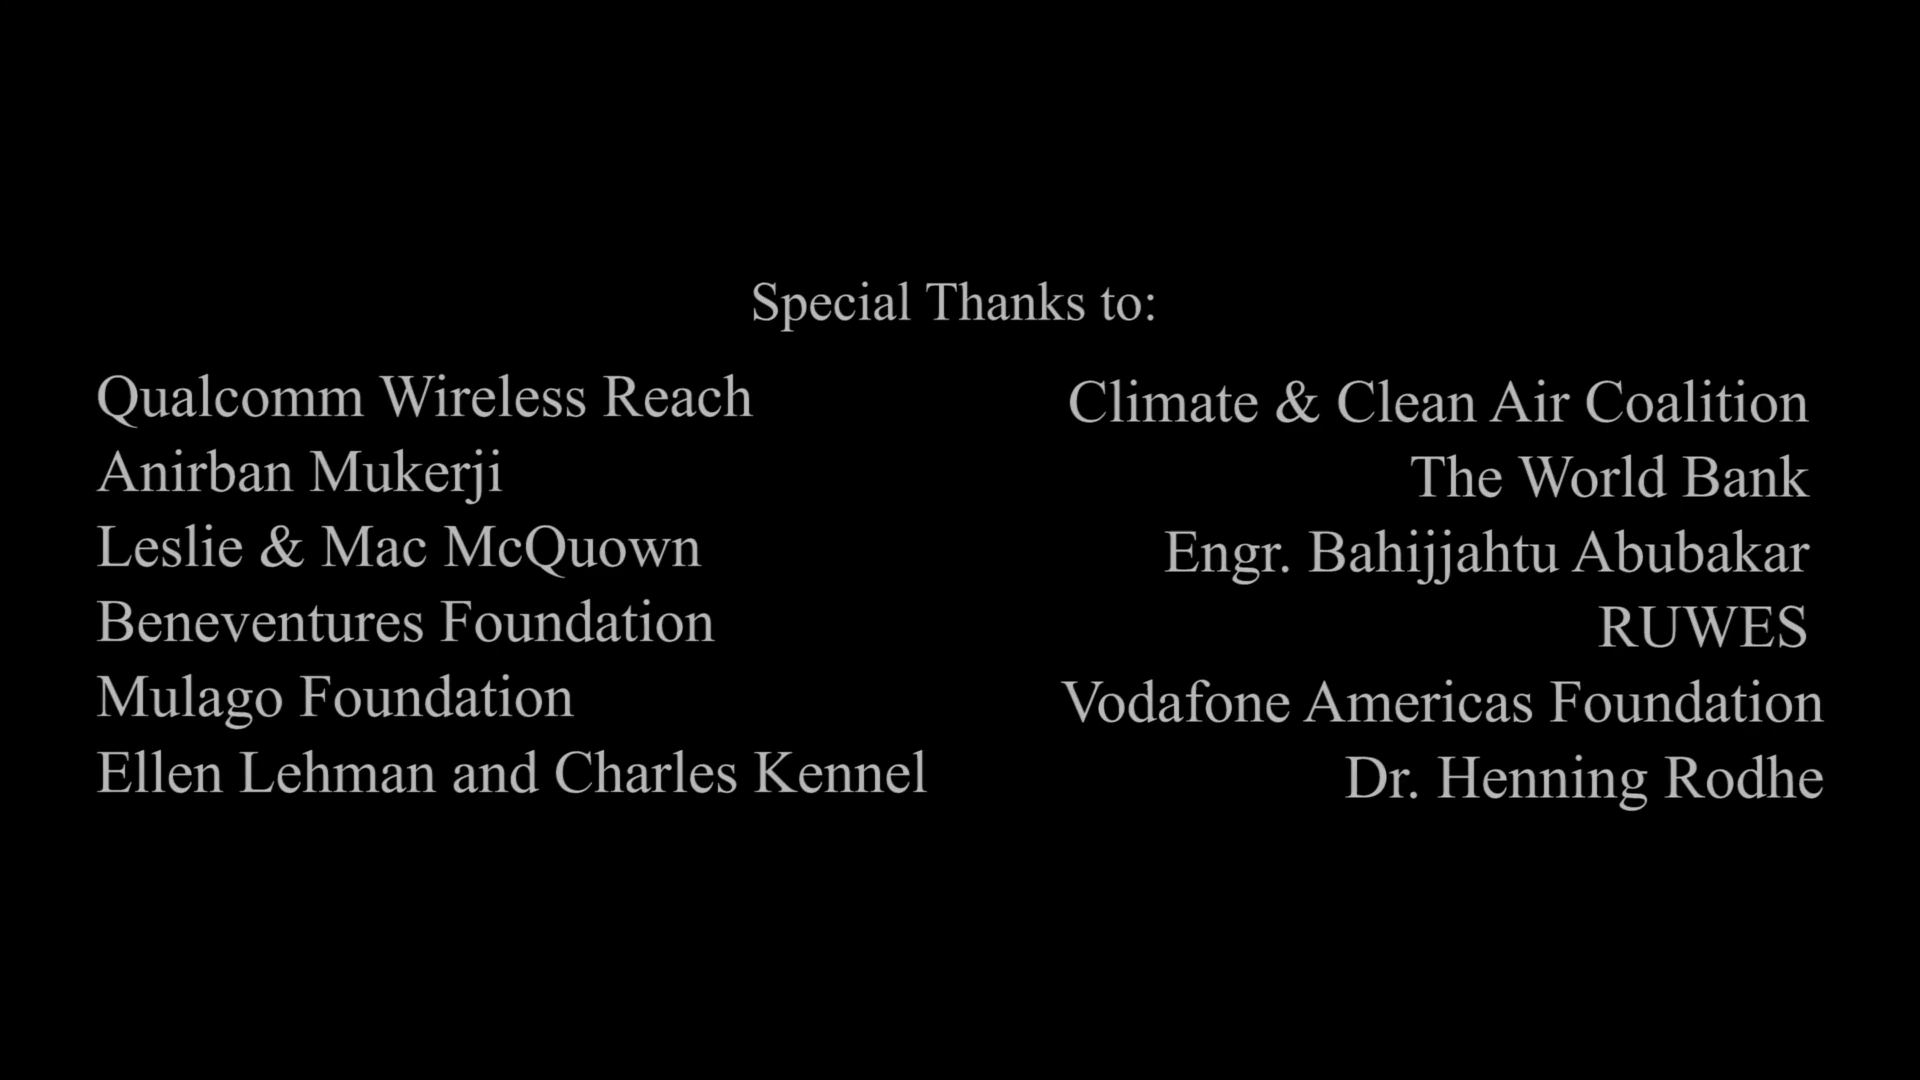 Special Thanks to:
Qualcomm Wireless Reach
Anirban Mukerji
Leslie & Mac McQuown
Beneventures Foundation
Mulago Foundation
Ellen Lehman and Charles Kennel
Climate & Clean Air Coalition
The World Bank
Engr. Bahijjahtu Abubakar
RUWES
Vodafone Americas Foundation
Dr. Henning Rodhe